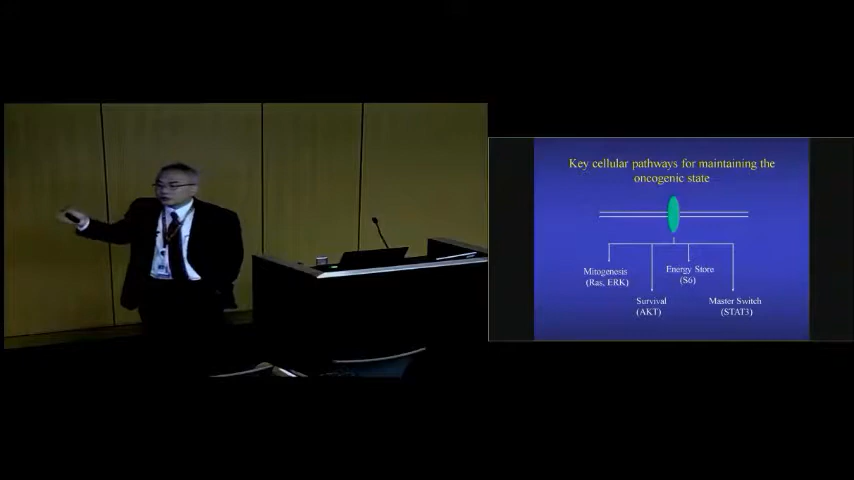 Key cellular pathways for maintaining the
oncogenic state
Mitogenesis
(Ras, ERK)
Energy Store
(S6)
Survival
(AKT)
Master Switch
(STAT3)